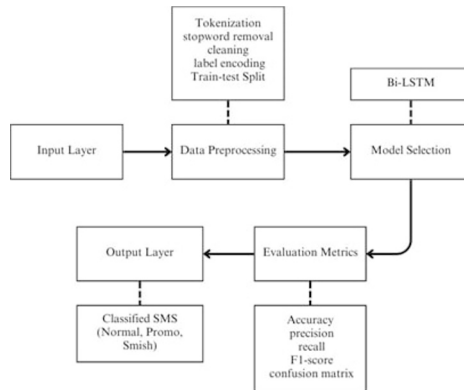 Tokenization
stopword removal
cleaning
label encoding
Train-test Split
Bi-LSTM
Input Layer
Data Preprocessing
Model Selection
Output Layer
Evaluation Metrics
Classified SMS
(Normal, Promo,
Smish)
Accuracy
precision
recall
F1-score
confusion matrix